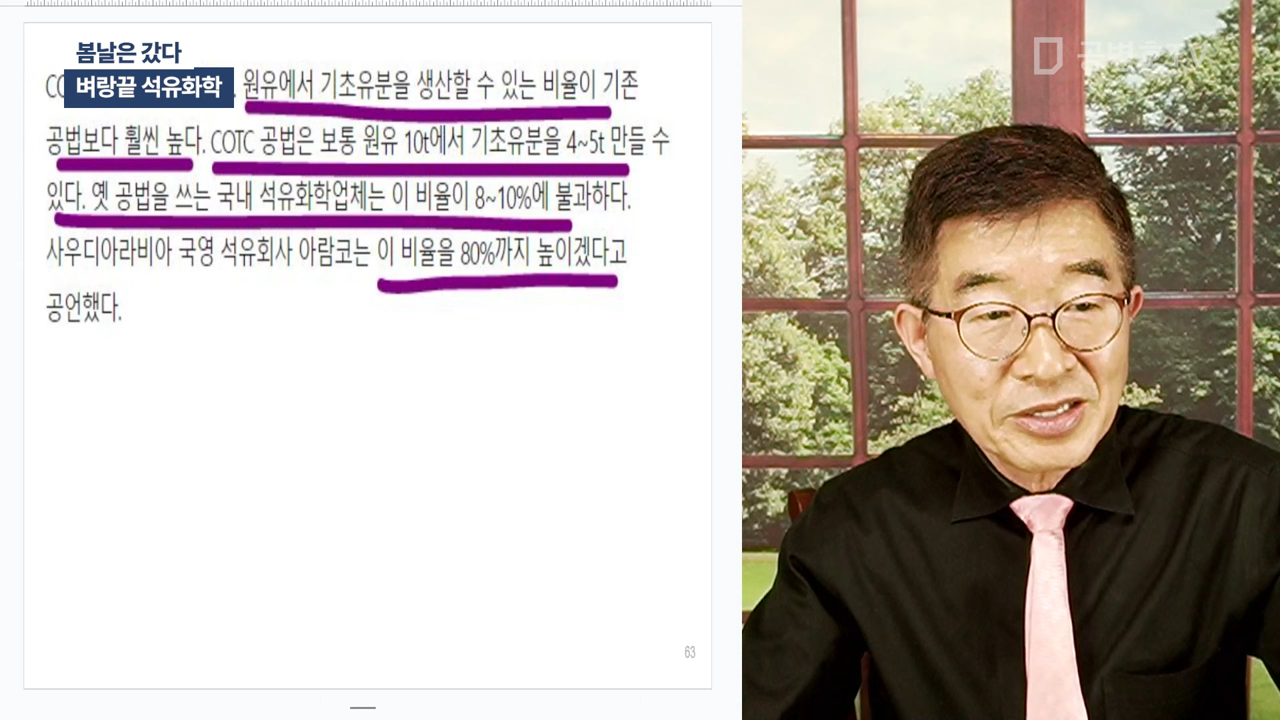 봄날은 갔다
벼랑끝 석유화학
원유에서 기초유분을 생산할 수 있는 비율이 기존
공법보다 훨씬 높다. COTC 공법은 보통 원유 10t에서 기초유분을 4~5t 만들 수
있다. 옛 공법을 쓰는 국내 석유화학업체는 이 비율이 8~10%에 불과하다.
사우디아라비아 국영 석유회사 아람코는 이 비율을 80%까지 높이겠다고
공언했다.
63